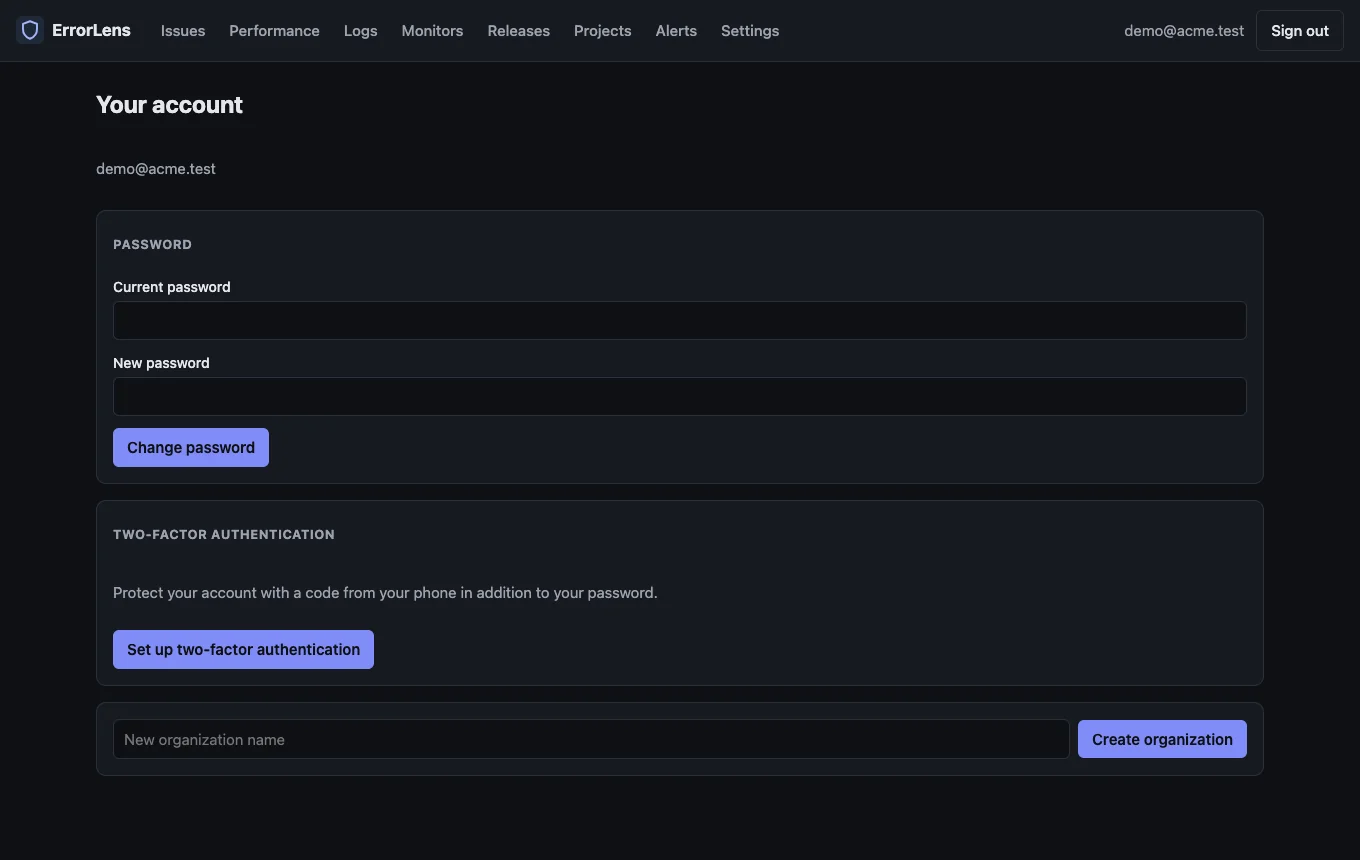 ErrorLens Issues Performance Logs Monitors Releases Projects Alerts Settings demo@acme.test Sign out
Your account
demo@acme.test
PASSWORD
Current password
New password
Change password
TWO-FACTOR AUTHENTICATION
Protect your account with a code from your phone in addition to your password.
Set up two-factor authentication
New organization name Create organization